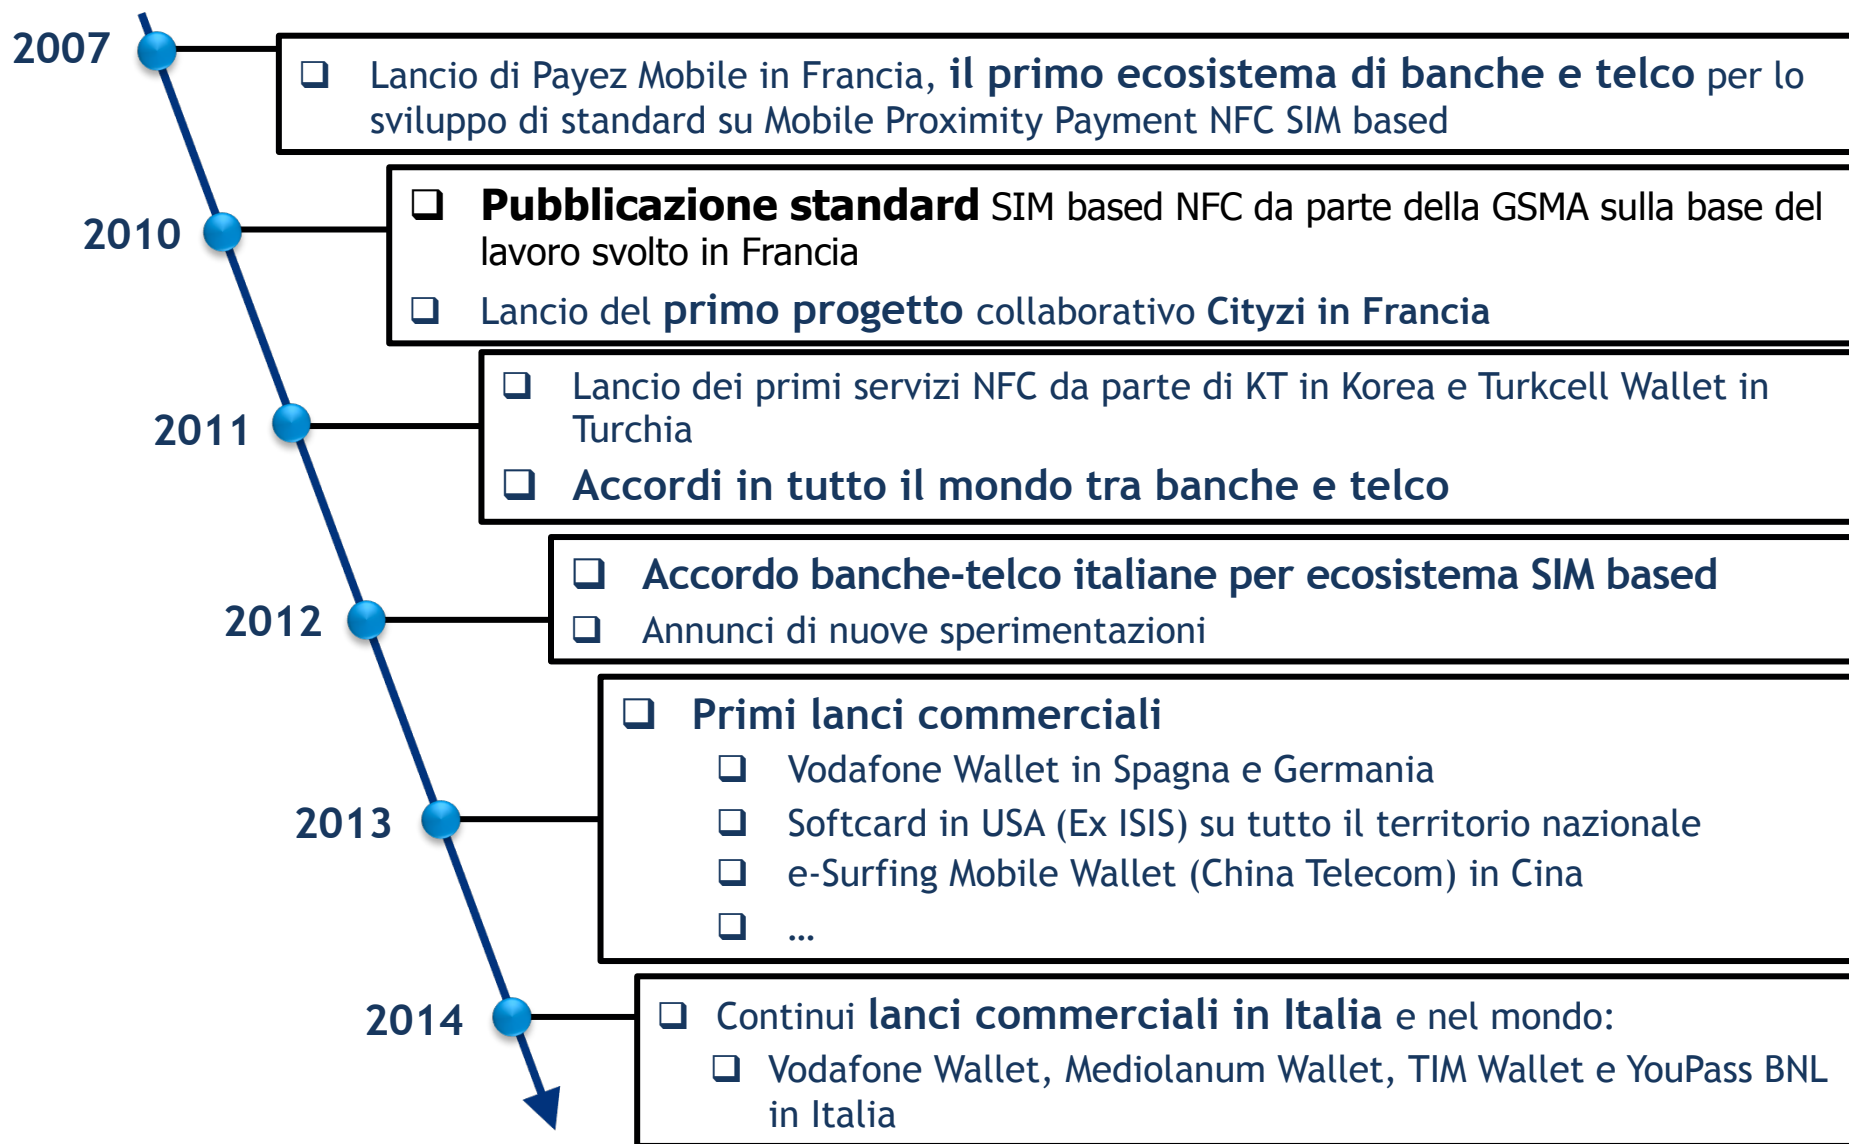 2007
❑ Lancio di Payez Mobile in Francia, il primo ecosistema di banche e telco per lo
sviluppo di standard su Mobile Proximity Payment NFC SIM based
2010
❑ Pubblicazione standard SIM based NFC da parte della GSMA sulla base del
lavoro svolto in Francia
❑ Lancio del primo progetto collaborativo Cityzi in Francia
2011
❑ Lancio dei primi servizi NFC da parte di KT in Korea e Turkcell Wallet in
Turchia
❑ Accordi in tutto il mondo tra banche e telco
2012
❑ Accordo banche-telco italiane per ecosistema SIM based
❑ Annunci di nuove sperimentazioni
2013
❑ Primi lanci commerciali
❑ Vodafone Wallet in Spagna e Germania
❑ Softcard in USA (Ex ISIS) su tutto il territorio nazionale
❑ e-Surfing Mobile Wallet (China Telecom) in Cina
❑ …
2014
❑ Continui lanci commerciali in Italia e nel mondo:
❑ Vodafone Wallet, Mediolanum Wallet, TIM Wallet e YouPass BNL
in Italia